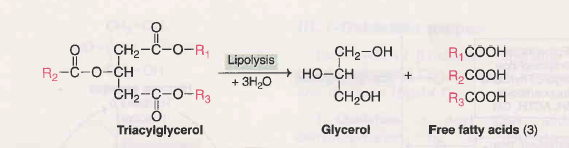 O
CH₂–C–O–R₁
O
R₂–C–O–CH
O
CH₂–C–O–R₃
Triacylglycerol
Lipolysis
+ 3H₂O
CH₂–OH
HO–CH
CH₂OH
Glycerol
+
R₁COOH
R₂COOH
R₃COOH
Free fatty acids (3)